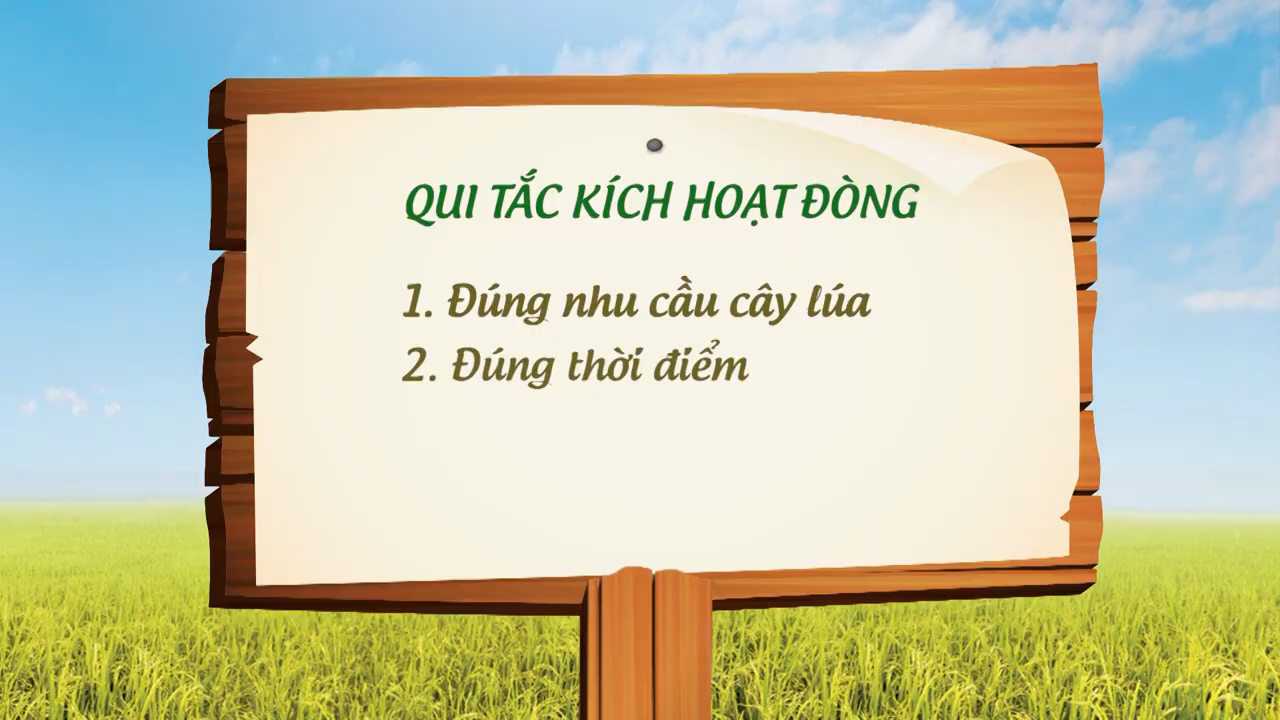 QUI TẮC KÍCH HOẠT ĐÒNG
1. Đúng nhu cầu cây lúa
2. Đúng thời điểm